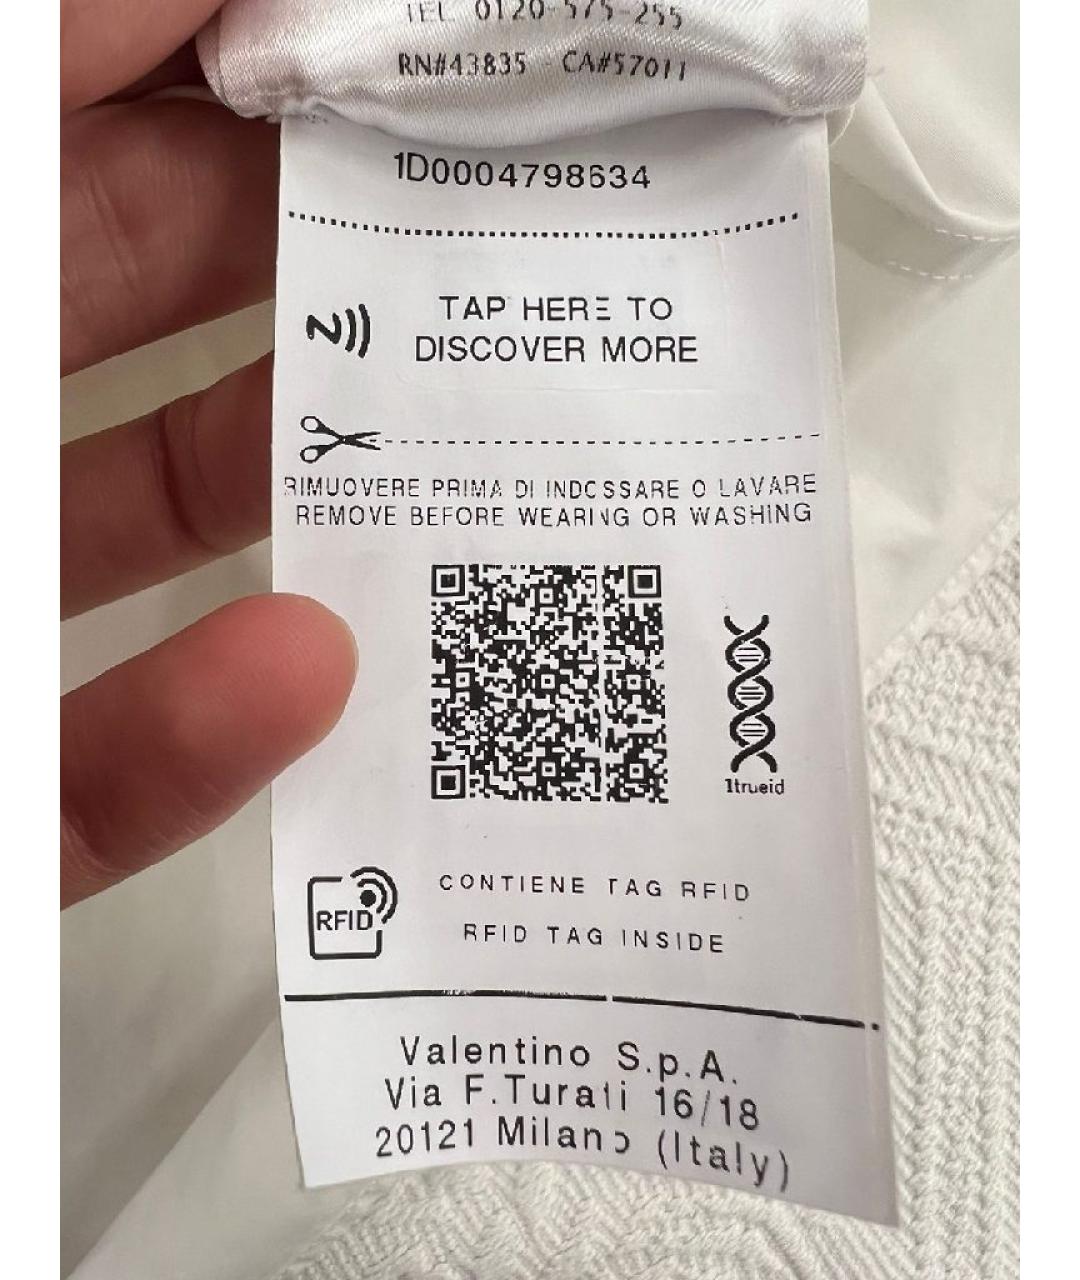 TEL 0120-575-255
RN#43835 CA#57011
1D0004798634
TAP HERE TO
DISCOVER MORE
RIMUOVERE PRIMA DI INDOSSARE O LAVARE
REMOVE BEFORE WEARING OR WASHING
1trueid
RFID
CONTIENE TAG RFID
RFID TAG INSIDE
Valentino S.p.A.
Via F.Turati 16/18
20121 Milano (Italy)